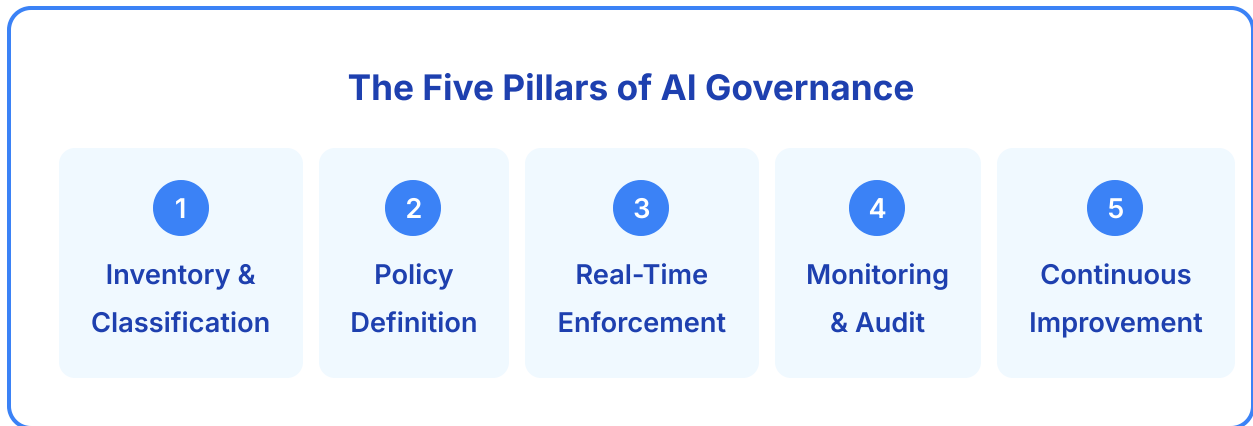 The Five Pillars of AI Governance
1
Inventory &
Classification
2
Policy
Definition
3
Real-Time
Enforcement
4
Monitoring
& Audit
5
Continuous
Improvement